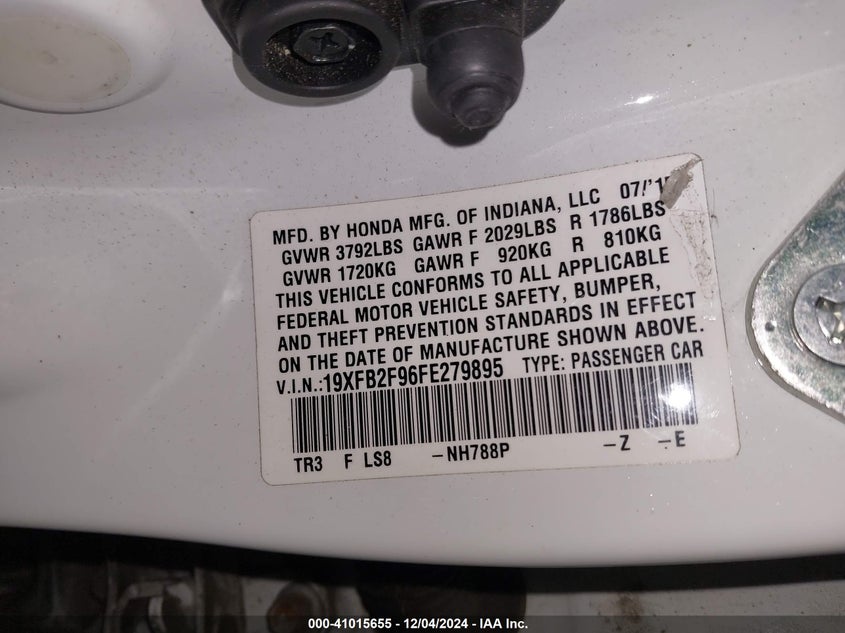 MFD. BY HONDA MFG. OF INDIANA, LLC 07/'15
GVWR 3792LBS GAWR F 2029LBS R 1786LBS
GVWR 1720KG GAWR F 920KG R 810KG
THIS VEHICLE CONFORMS TO ALL APPLICABLE
FEDERAL MOTOR VEHICLE SAFETY, BUMPER,
AND THEFT PREVENTION STANDARDS IN EFFECT
ON THE DATE OF MANUFACTURE SHOWN ABOVE.
V.I.N.:19XFB2F96FE279895 TYPE: PASSENGER CAR
TR3 F LS8 -NH788P -Z -E
000-41015655 - 12/04/2024 - IAA Inc.